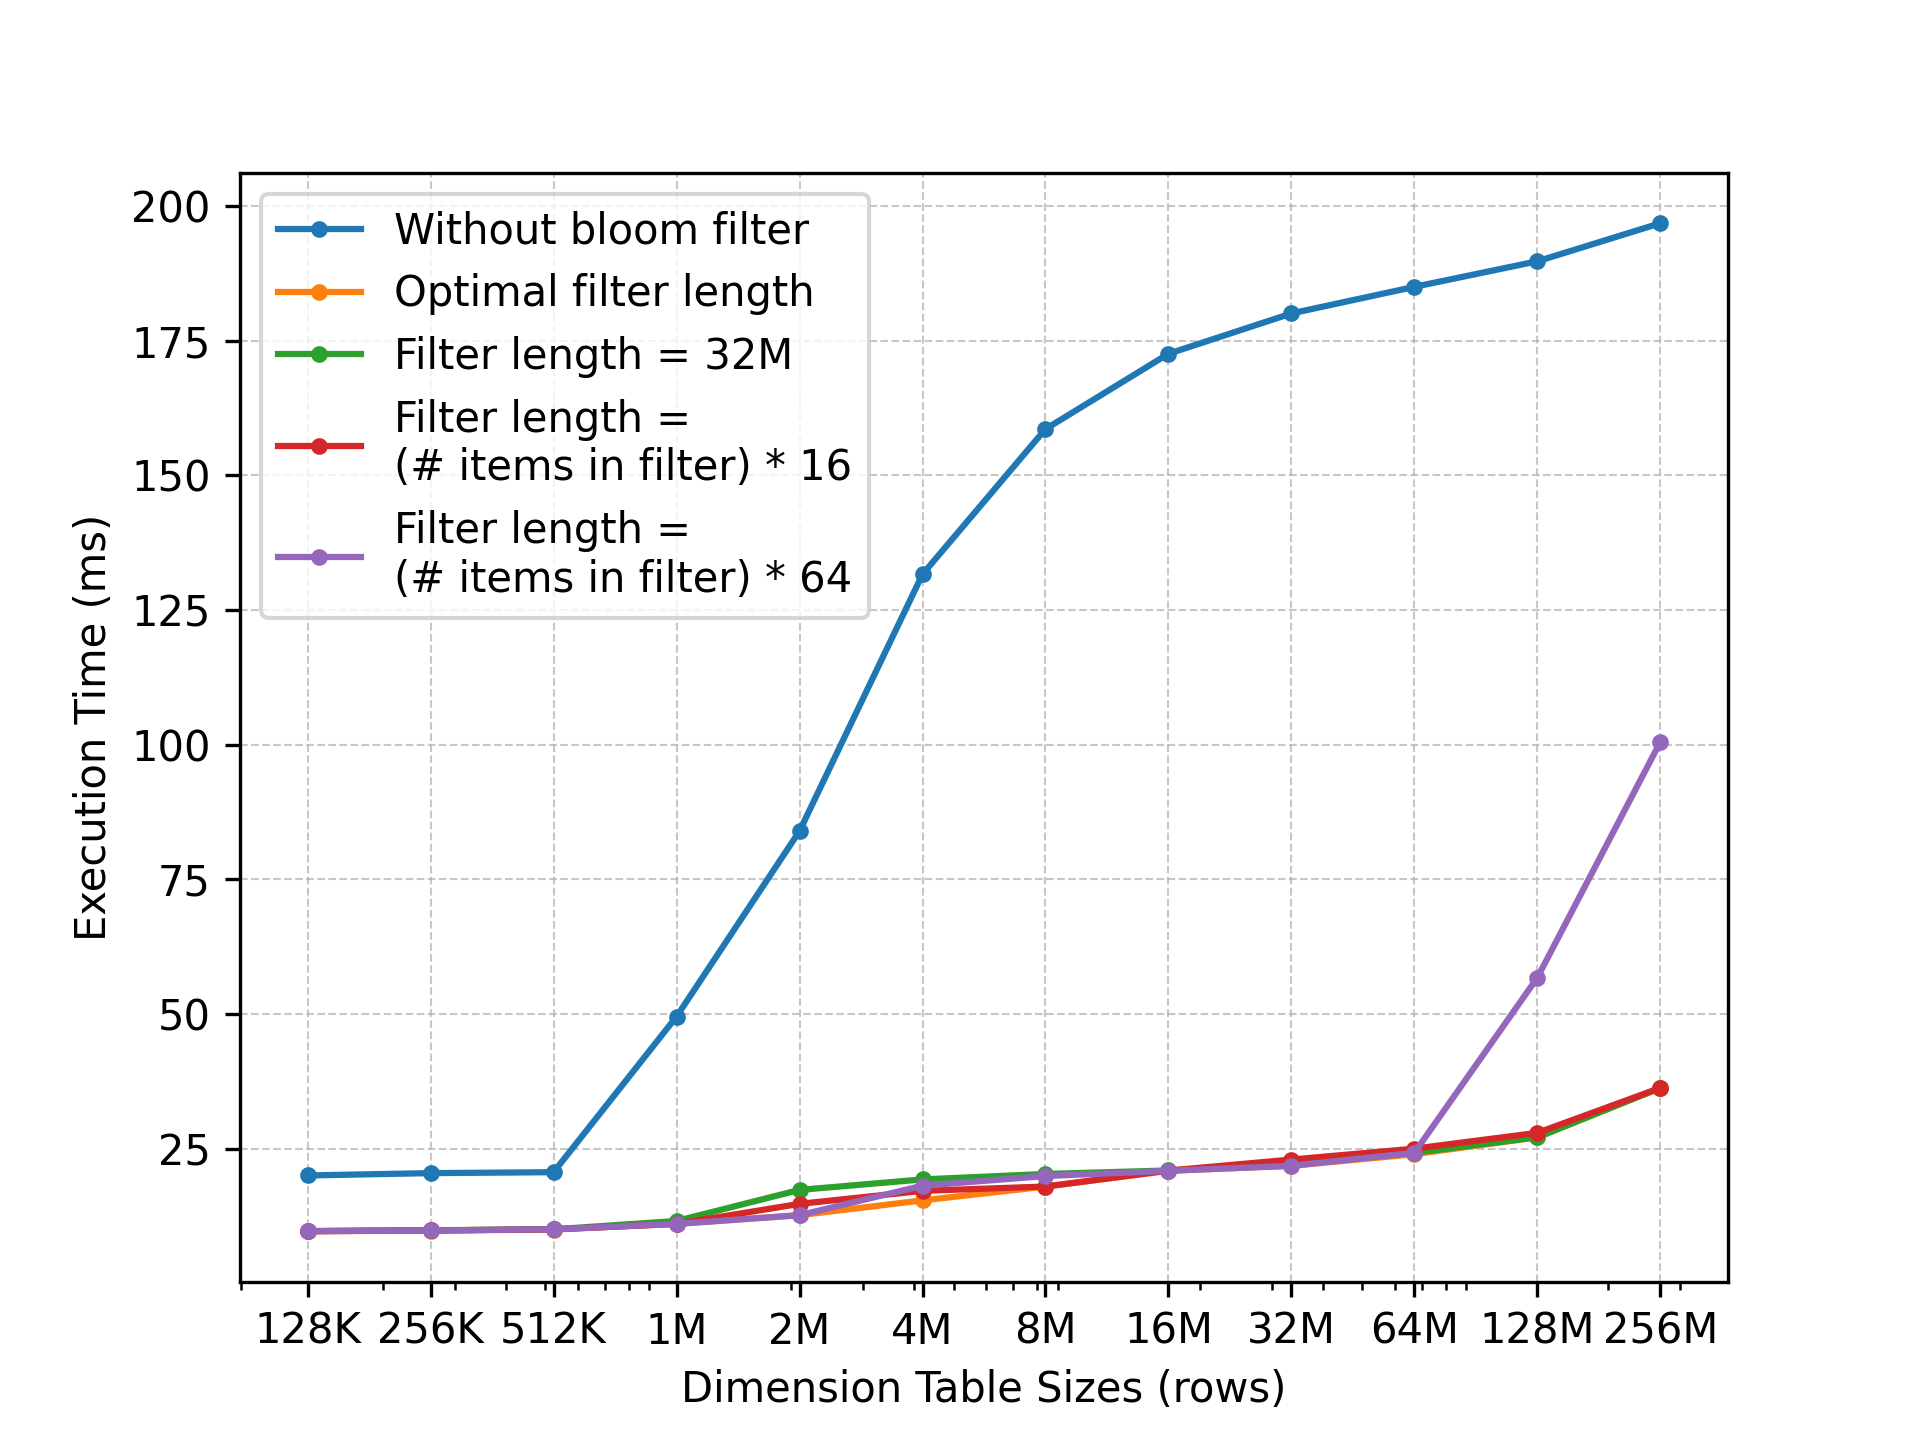 Without bloom filter
Optimal filter length
Filter length = 32M
Filter length =
(# items in filter) * 16
Filter length =
(# items in filter) * 64
200
175
150
125
100
75
50
25
Execution Time (ms)
128K 256K 512K 1M 2M 4M 8M 16M 32M 64M 128M 256M
Dimension Table Sizes (rows)